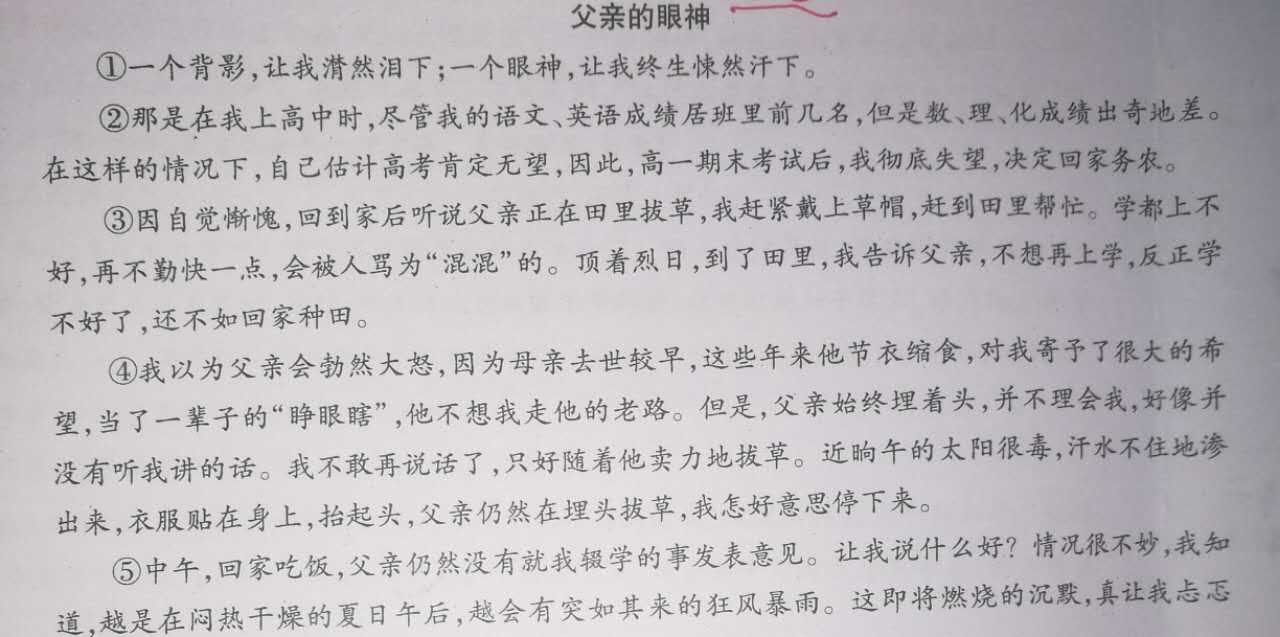 父亲的眼神
①一个背影,让我潸然泪下;一个眼神,让我终生悚然汗下。
②那是在我上高中时,尽管我的语文、英语成绩居班里前几名,但是数、理、化成绩出奇地差。
在这样的情况下,自己估计高考肯定无望,因此,高一期末考试后,我彻底失望,决定回家务农。
③因自觉惭愧,回到家后听说父亲正在田里拔草,我赶紧戴上草帽,赶到田里帮忙。学都上不
好,再不勤快一点,会被人骂为“混混”的。顶着烈日,到了田里,我告诉父亲,不想再上学,反正学
不好了,还不如回家种田。
④我以为父亲会勃然大怒,因为母亲去世较早,这些年来他节衣缩食,对我寄予了很大的希
望,当了一辈子的“睁眼瞎”,他不想我走他的老路。但是,父亲始终埋着头,并不理会我,好像并
没有听我讲的话。我不敢再说话了,只好随着他卖力地拔草。近晌午的太阳很毒,汗水不住地渗
出来,衣服贴在身上,抬起头,父亲仍然在埋头拔草,我怎好意思停下来。
⑤中午,回家吃饭,父亲仍然没有就我辍学的事发表意见。让我说什么好?情况很不妙,我知
道,越是在闷热干燥的夏日午后,越会有突如其来的狂风暴雨。这即将燃烧的沉默,真让我忐忑